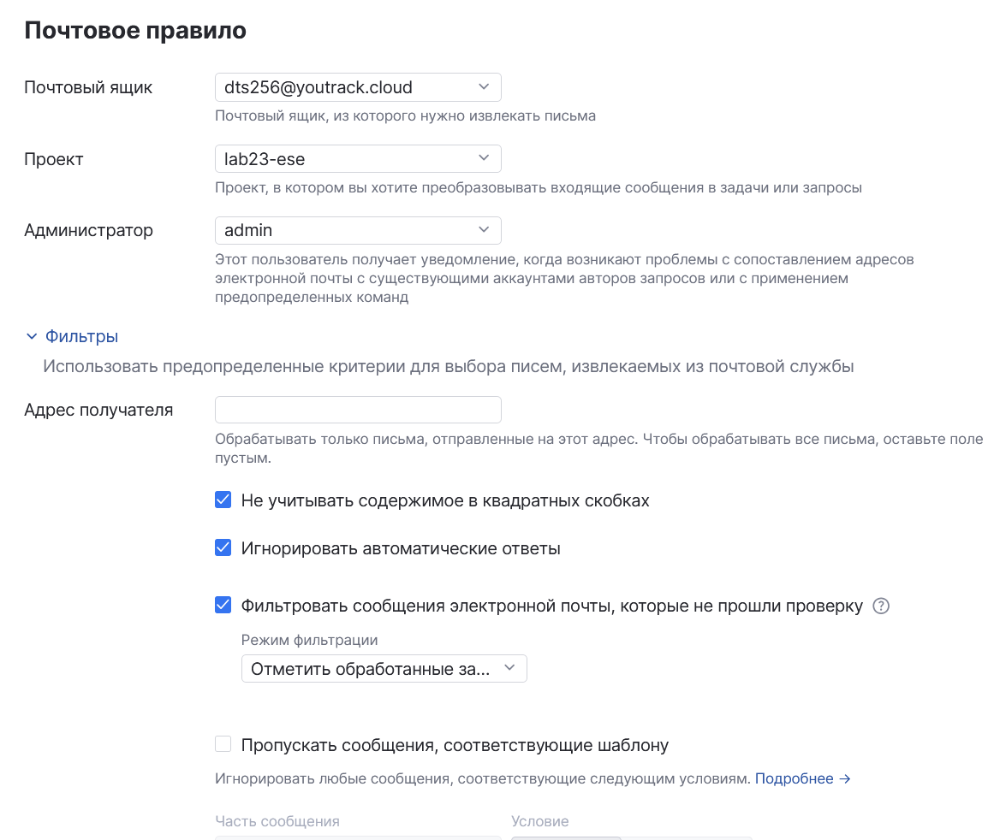 Почтовое правило
Почтовый ящик
dts256@youtrack.cloud
Почтовый ящик, из которого нужно извлекать письма
Проект
lab23-ese
Проект, в котором вы хотите преобразовывать входящие сообщения в задачи или запросы
Администратор
admin
Этот пользователь получает уведомление, когда возникают проблемы с сопоставлением адресов
электронной почты с существующими аккаунтами авторов запросов или с применением
предопределенных команд
Фильтры
Использовать предопределенные критерии для выбора писем, извлекаемых из почтовой службы
Адрес получателя
Обрабатывать только письма, отправленные на этот адрес. Чтобы обрабатывать все письма, оставьте поле
пустым.
Не учитывать содержимое в квадратных скобках
Игнорировать автоматические ответы
Фильтровать сообщения электронной почты, которые не прошли проверку
Режим фильтрации
Отметить обработанные за...
Пропускать сообщения, соответствующие шаблону
Игнорировать любые сообщения, соответствующие следующим условиям. Подробнее →
Часть сообщения
Условие